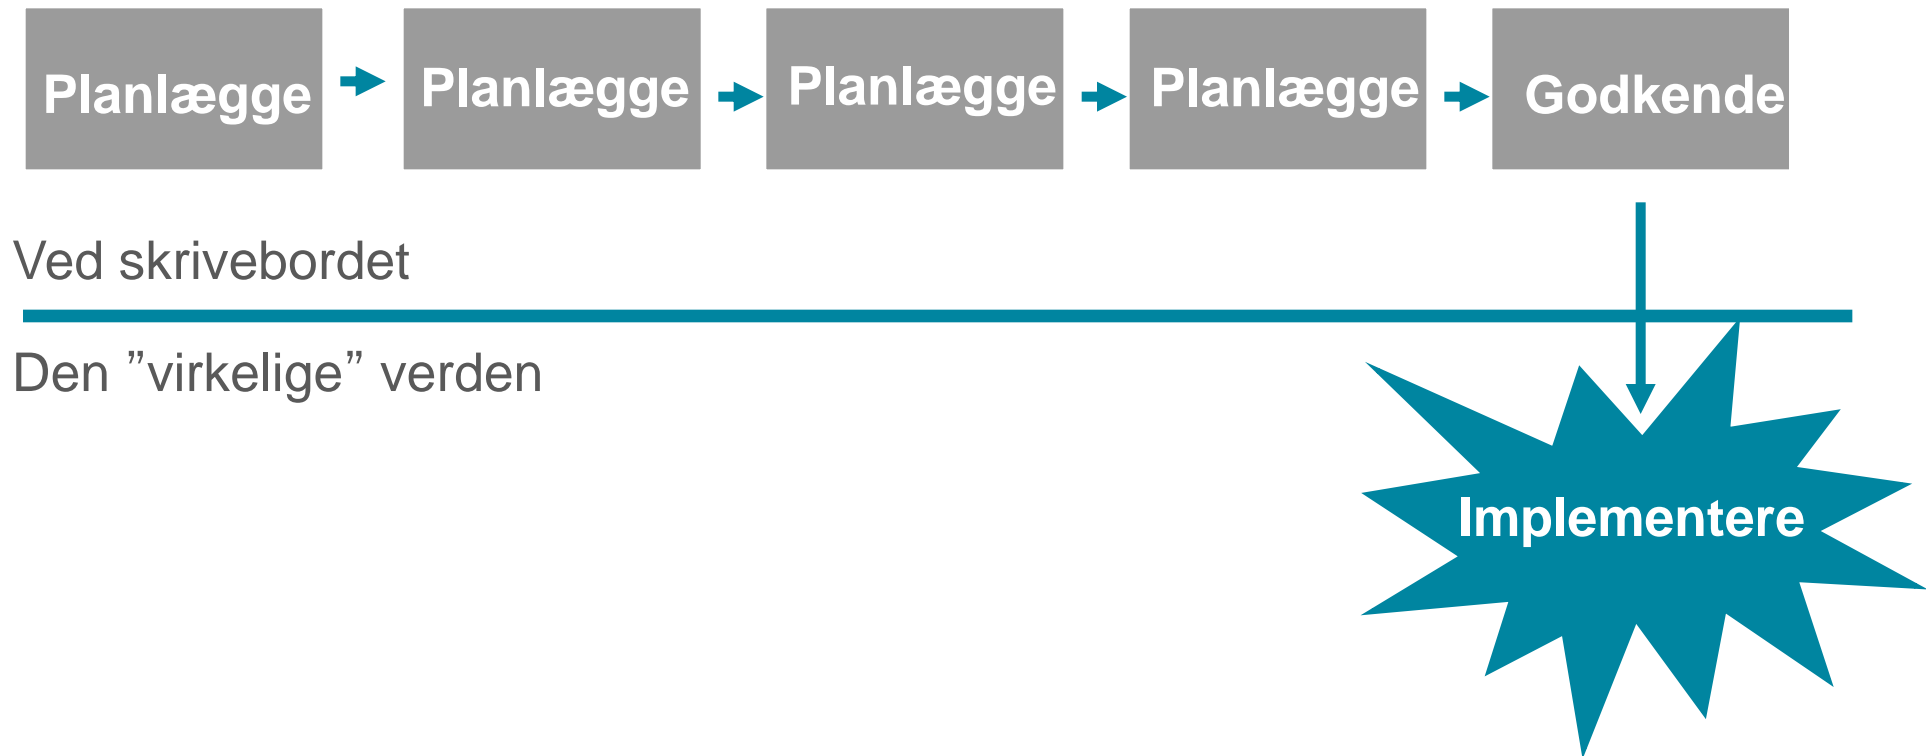 Planlægge
Planlægge
Planlægge
Planlægge
Godkende
Ved skrivebordet
Den ”virkelige” verden
Implementere